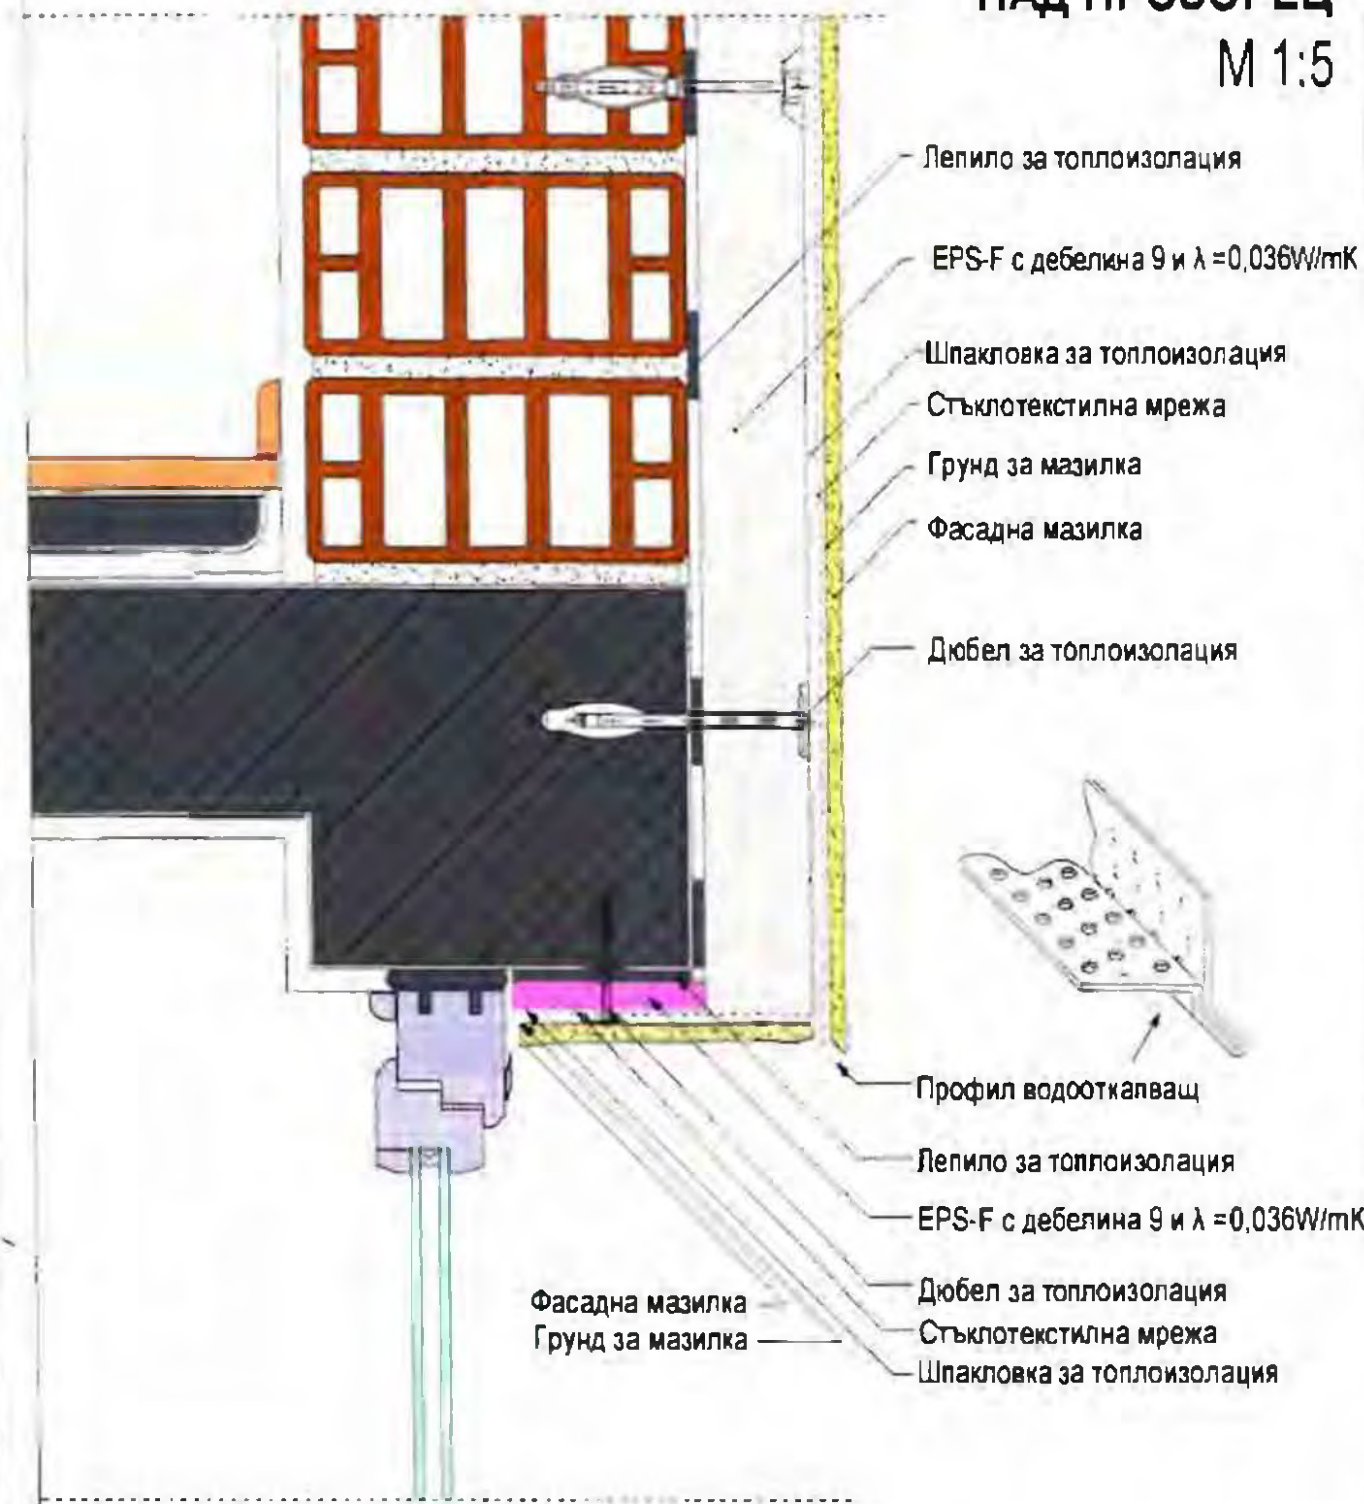 НАД ПРОЗОРЕЦ
М 1:5
Лепило за топлоизолация
EPS-F с дебелина 9 и λ =0,036W/mK
Шпакловка за топлоизолация
Стъклотекстилна мрежа
Грунд за мазилка
Фасадна мазилка
Дюбел за топлоизолация
Профил водооткапващ
Лепило за топлоизолация
EPS-F с дебелина 9 и λ =0,036W/mK
Дюбел за топлоизолация
Фасадна мазилка
Стъклотекстилна мрежа
Грунд за мазилка
Шпакловка за топлоизолация